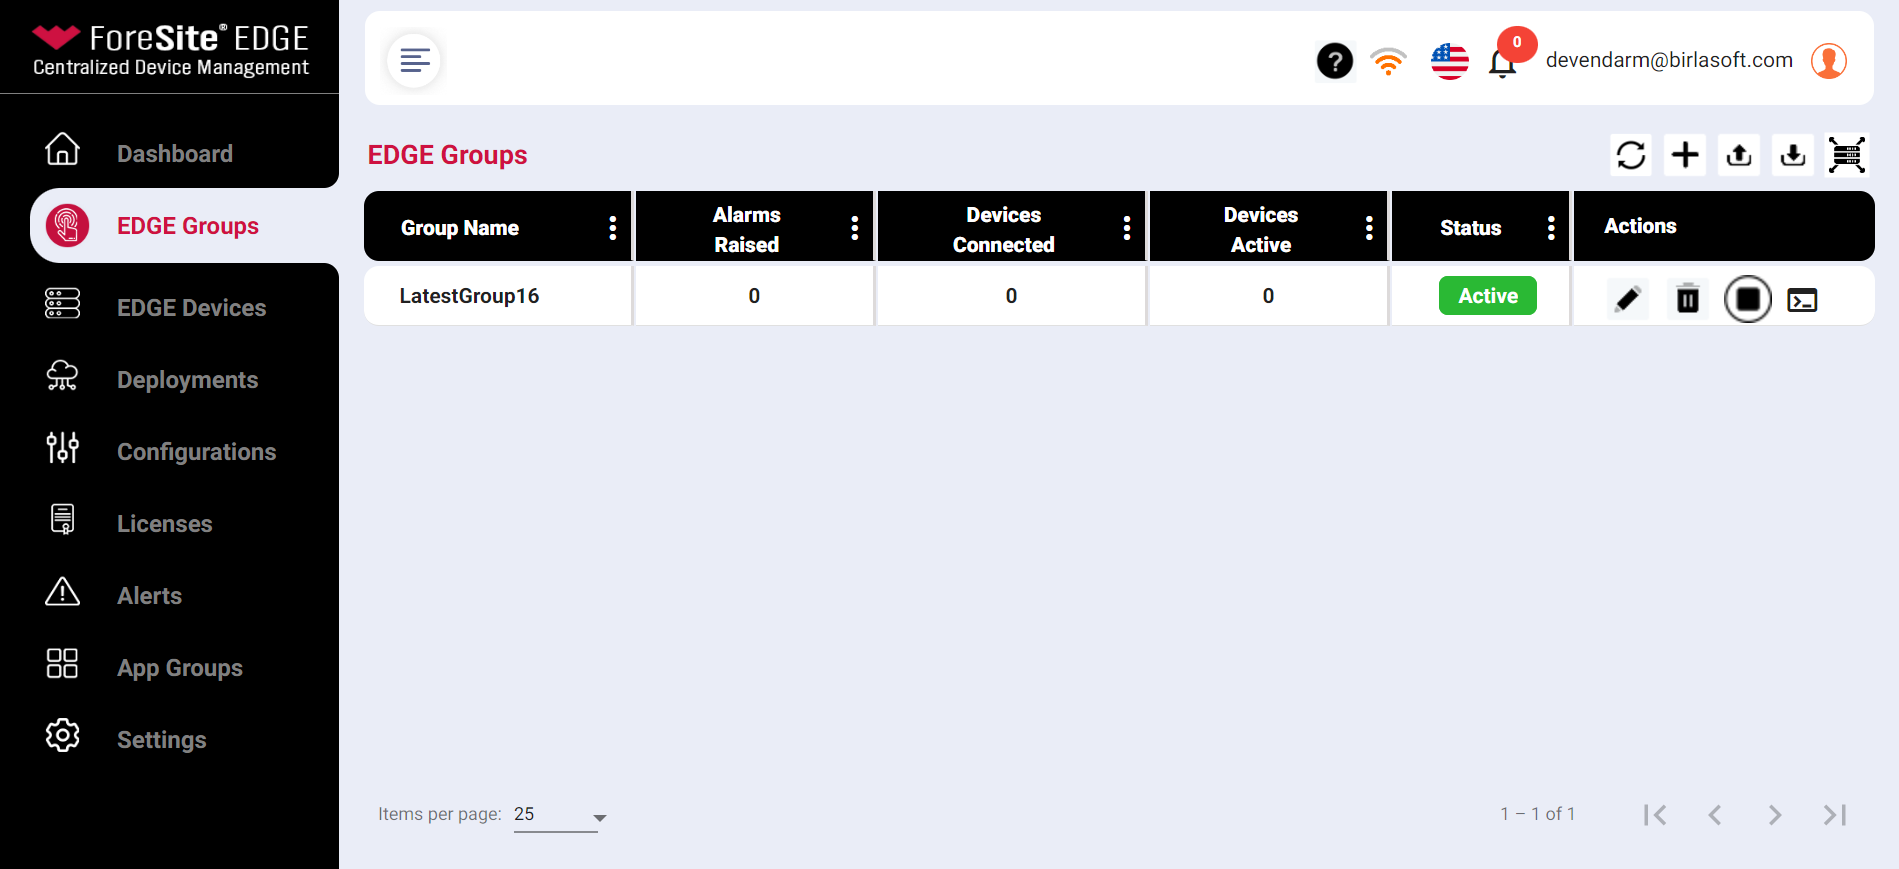 ForeSite® EDGE
Centralized Device Management
0
devendarm@birlasoft.com
Dashboard
EDGE Groups
EDGE Devices
Deployments
Configurations
Licenses
Alerts
App Groups
Settings
EDGE Groups
Group Name
Alarms
Raised
Devices
Connected
Devices
Active
Status
Actions
LatestGroup16
0
0
0
Active
Items per page: 25
1 – 1 of 1